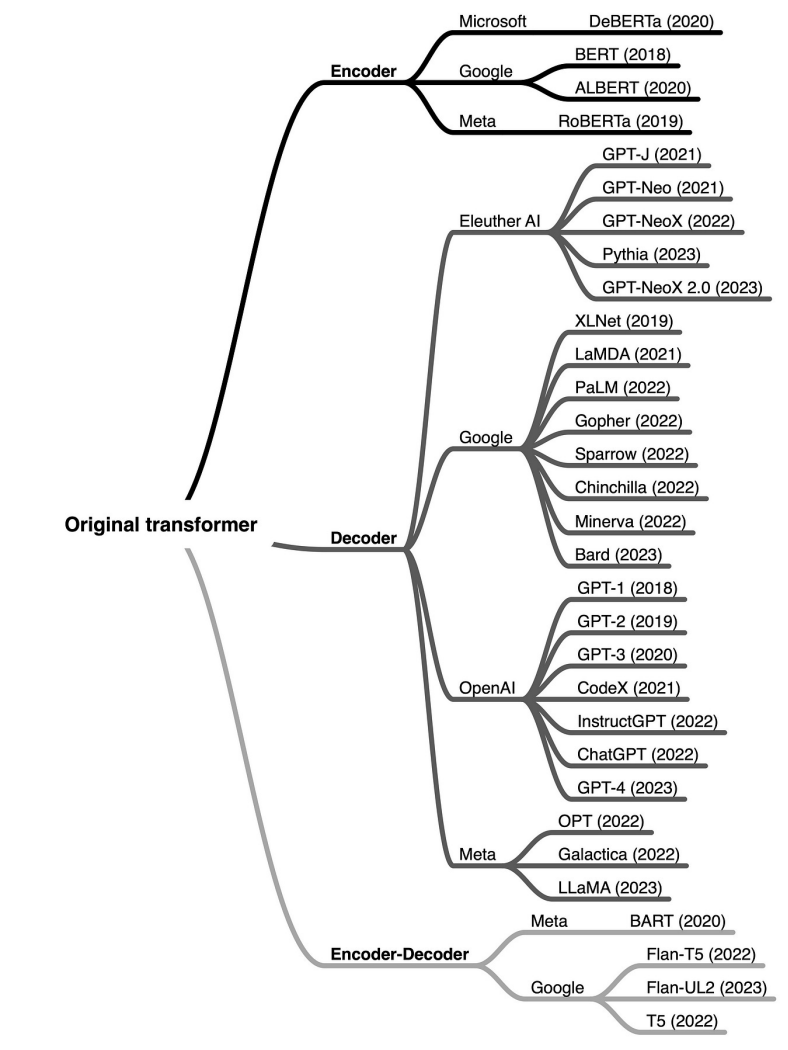 Microsoft DeBERTa (2020)
BERT (2018)
Encoder Google
ALBERT (2020)
Meta RoBERTa (2019)
GPT-J (2021)
GPT-Neo (2021)
Eleuther AI GPT-NeoX (2022)
Pythia (2023)
GPT-NeoX 2.0 (2023)
XLNet (2019)
LaMDA (2021)
PaLM (2022)
Gopher (2022)
Google
Sparrow (2022)
Chinchilla (2022)
Original transformer Minerva (2022)
Decoder
Bard (2023)
GPT-1 (2018)
GPT-2 (2019)
GPT-3 (2020)
OpenAI CodeX (2021)
InstructGPT (2022)
ChatGPT (2022)
GPT-4 (2023)
OPT (2022)
Meta Galactica (2022)
LLaMA (2023)
Meta BART (2020)
Encoder-Decoder Flan-T5 (2022)
Google Flan-UL2 (2023)
T5 (2022)